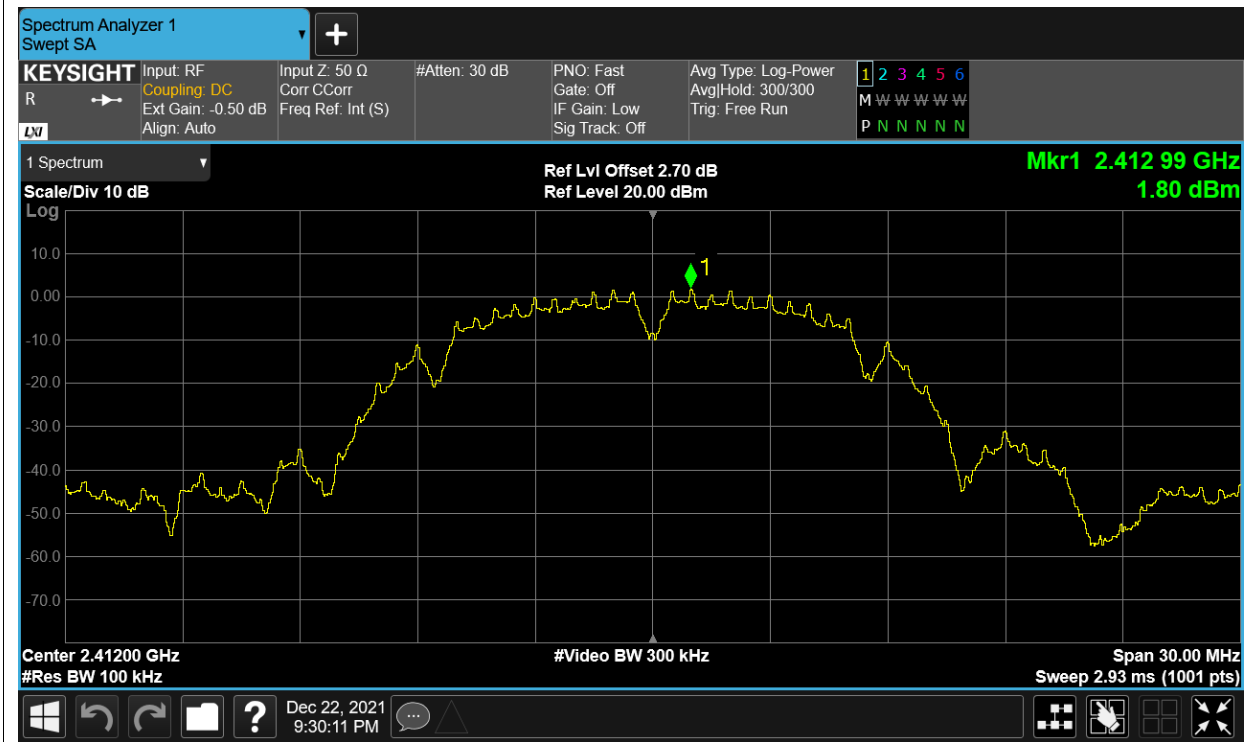 Spectrum Analyzer 1
Swept SA
+
KEYSIGHT
R
LXI
Input: RF
Coupling: DC
Ext Gain: -0.50 dB
Align: Auto
Input Z: 50 Ω
Corr CCorr
Freq Ref: Int (S)
#Atten: 30 dB
PNO: Fast
Gate: Off
IF Gain: Low
Sig Track: Off
Avg Type: Log-Power
Avg|Hold: 300/300
Trig: Free Run
1 2 3 4 5 6
M W W W W W
P N N N N N
1 Spectrum
Scale/Div 10 dB
Log
Ref Lvl Offset 2.70 dB
Ref Level 20.00 dBm
Mkr1 2.412 99 GHz
1.80 dBm
1
10.0
0.00
-10.0
-20.0
-30.0
-40.0
-50.0
-60.0
-70.0
Center 2.41200 GHz
#Res BW 100 kHz
#Video BW 300 kHz
Span 30.00 MHz
Sweep 2.93 ms (1001 pts)
?
Dec 22, 2021
9:30:11 PM